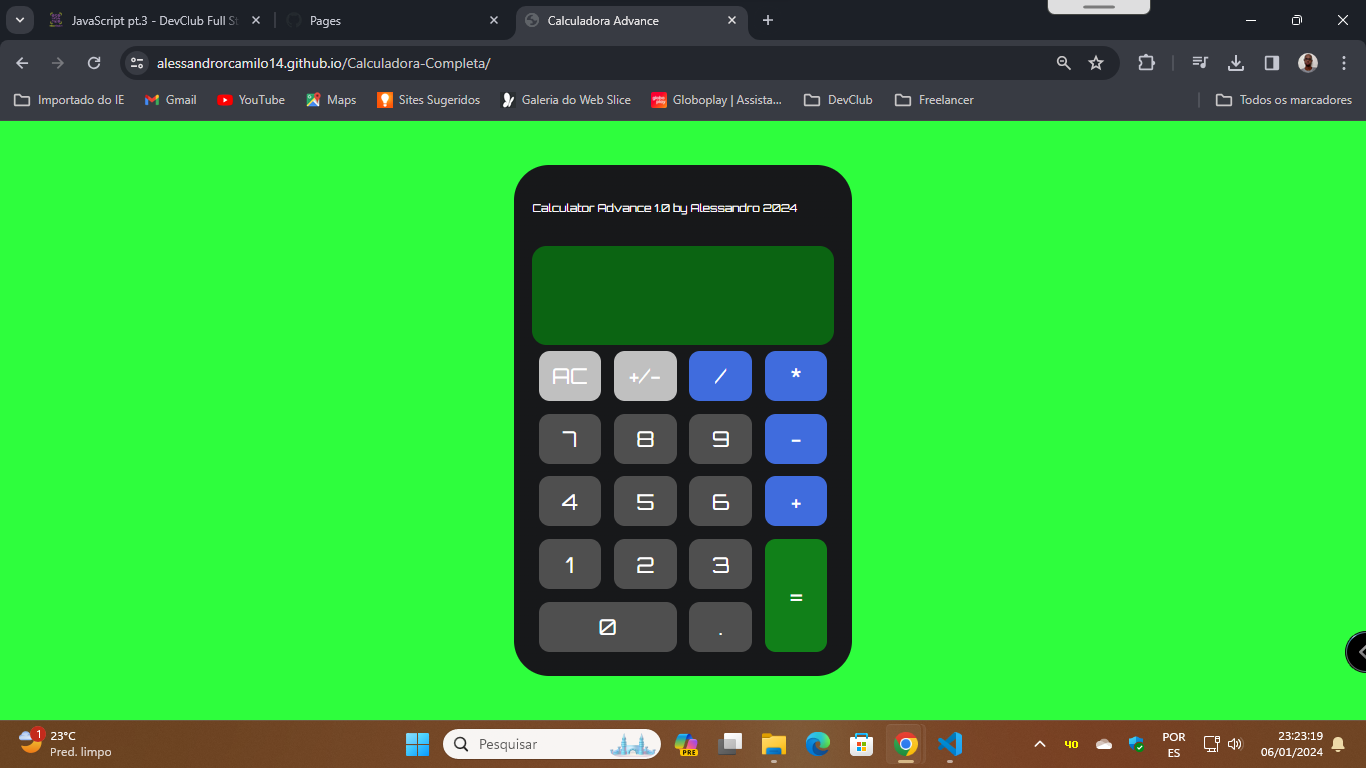 JavaScript pt.3 - DevClub Full St
Pages
Calculadora Advance
alessandrorcamilo14.github.io/Calculadora-Completa/
Importado do IE
Gmail
YouTube
Maps
Sites Sugeridos
Galeria do Web Slice
Globoplay | Assista...
DevClub
Freelancer
Todos os marcadores
Calculator Advance 1.0 by Alessandro 2024
AC +/- / *
7 8 9 -
4 5 6 +
1 2 3 =
0 .
1
23°C
Pred. limpo
Pesquisar
PRE
40
POR
ES
23:23:19
06/01/2024